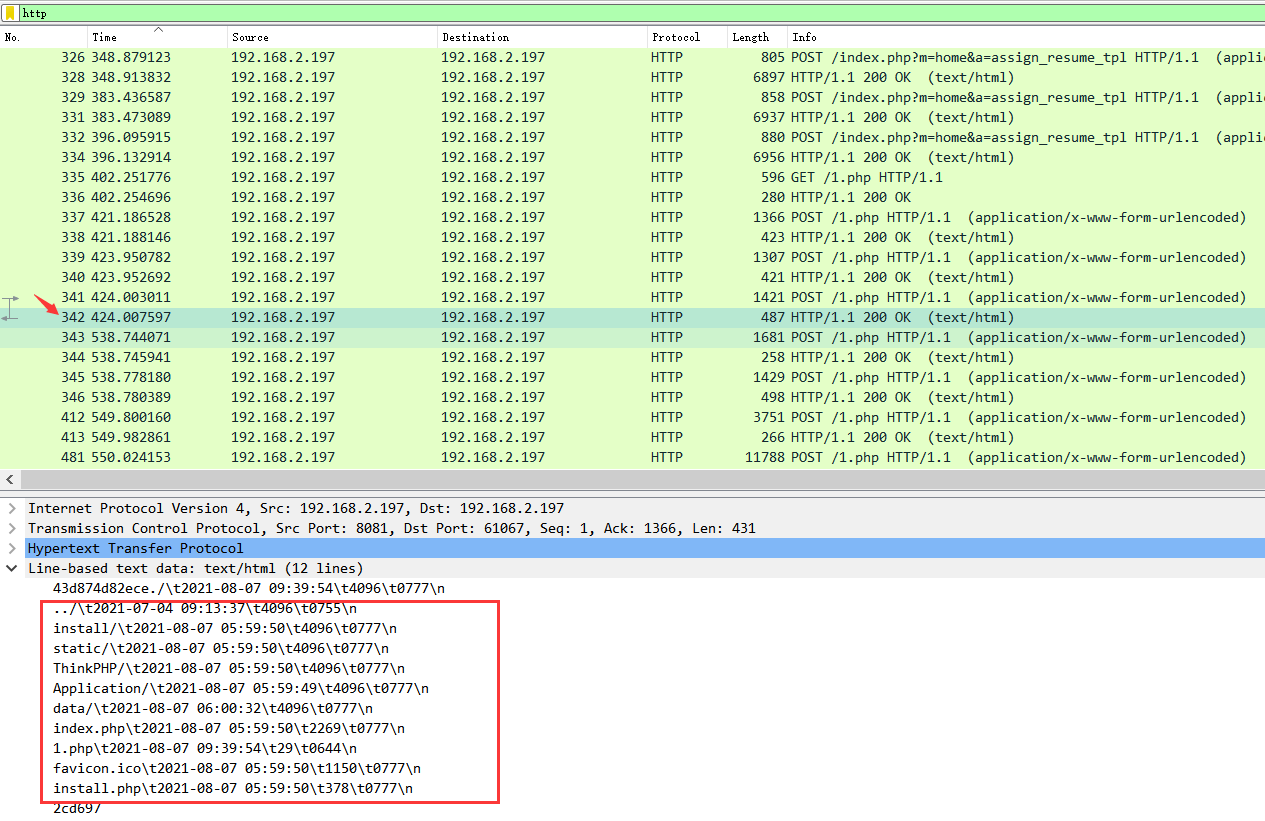 http
No. Time Source Destination Protocol Length Info
326 348.879123 192.168.2.197 192.168.2.197 HTTP 805 POST /index.php?m=home&a=assign_resume_tpl HTTP/1.1 (appli
328 348.913832 192.168.2.197 192.168.2.197 HTTP 6897 HTTP/1.1 200 OK (text/html)
329 383.436587 192.168.2.197 192.168.2.197 HTTP 858 POST /index.php?m=home&a=assign_resume_tpl HTTP/1.1 (appli
331 383.473089 192.168.2.197 192.168.2.197 HTTP 6937 HTTP/1.1 200 OK (text/html)
332 396.095915 192.168.2.197 192.168.2.197 HTTP 880 POST /index.php?m=home&a=assign_resume_tpl HTTP/1.1 (appli
334 396.132914 192.168.2.197 192.168.2.197 HTTP 6956 HTTP/1.1 200 OK (text/html)
335 402.251776 192.168.2.197 192.168.2.197 HTTP 596 GET /1.php HTTP/1.1
336 402.254696 192.168.2.197 192.168.2.197 HTTP 280 HTTP/1.1 200 OK
337 421.186528 192.168.2.197 192.168.2.197 HTTP 1366 POST /1.php HTTP/1.1 (application/x-www-form-urlencoded)
338 421.188146 192.168.2.197 192.168.2.197 HTTP 423 HTTP/1.1 200 OK (text/html)
339 423.950782 192.168.2.197 192.168.2.197 HTTP 1307 POST /1.php HTTP/1.1 (application/x-www-form-urlencoded)
340 423.952692 192.168.2.197 192.168.2.197 HTTP 421 HTTP/1.1 200 OK (text/html)
341 424.003011 192.168.2.197 192.168.2.197 HTTP 1421 POST /1.php HTTP/1.1 (application/x-www-form-urlencoded)
342 424.007597 192.168.2.197 192.168.2.197 HTTP 487 HTTP/1.1 200 OK (text/html)
343 538.744071 192.168.2.197 192.168.2.197 HTTP 1681 POST /1.php HTTP/1.1 (application/x-www-form-urlencoded)
344 538.745941 192.168.2.197 192.168.2.197 HTTP 258 HTTP/1.1 200 OK (text/html)
345 538.778180 192.168.2.197 192.168.2.197 HTTP 1429 POST /1.php HTTP/1.1 (application/x-www-form-urlencoded)
346 538.780389 192.168.2.197 192.168.2.197 HTTP 498 HTTP/1.1 200 OK (text/html)
412 549.800160 192.168.2.197 192.168.2.197 HTTP 3751 POST /1.php HTTP/1.1 (application/x-www-form-urlencoded)
413 549.982861 192.168.2.197 192.168.2.197 HTTP 266 HTTP/1.1 200 OK (text/html)
481 550.024153 192.168.2.197 192.168.2.197 HTTP 11788 POST /1.php HTTP/1.1 (application/x-www-form-urlencoded)
Internet Protocol Version 4, Src: 192.168.2.197, Dst: 192.168.2.197
Transmission Control Protocol, Src Port: 8081, Dst Port: 61067, Seq: 1, Ack: 1366, Len: 431
Hypertext Transfer Protocol
Line-based text data: text/html (12 lines)
43d874d82ece./\t2021-08-07 09:39:54\t4096\t0777\n
../\t2021-07-04 09:13:37\t4096\t0755\n
install/\t2021-08-07 05:59:50\t4096\t0777\n
static/\t2021-08-07 05:59:50\t4096\t0777\n
ThinkPHP/\t2021-08-07 05:59:50\t4096\t0777\n
Application/\t2021-08-07 05:59:49\t4096\t0777\n
data/\t2021-08-07 06:00:32\t4096\t0777\n
index.php\t2021-08-07 05:59:50\t2269\t0777\n
1.php\t2021-08-07 09:39:54\t29\t0644\n
favicon.ico\t2021-08-07 05:59:50\t1150\t0777\n
install.php\t2021-08-07 05:59:50\t378\t0777\n
2cd697